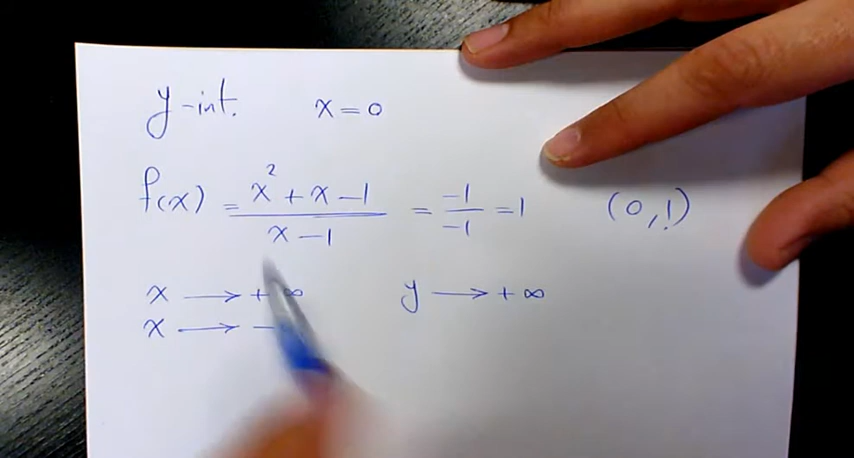 y-int. x=0
f(x) = x² + x - 1 / x - 1 = -1 / -1 = 1 (0,1)
x ⟶ +∞ y ⟶ +∞
x ⟶ -